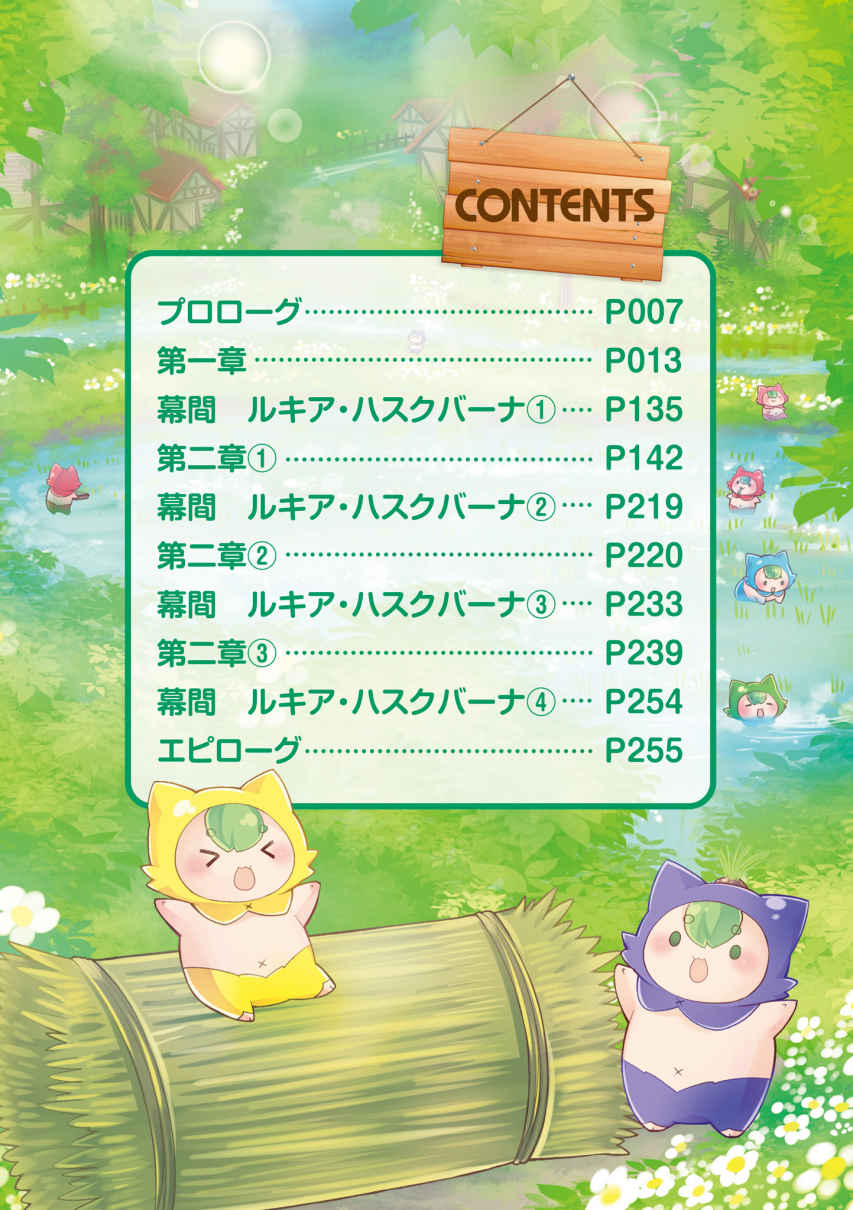 CONTENTS
プロローグ………………………………… P007
第一章……………………………………… P013
幕間　ルキア・ハスクバーナ①…… P135
第二章①…………………………………… P142
幕間　ルキア・ハスクバーナ②…… P219
第二章②…………………………………… P220
幕間　ルキア・ハスクバーナ③…… P233
第二章③…………………………………… P239
幕間　ルキア・ハスクバーナ④…… P254
エピローグ………………………………… P255